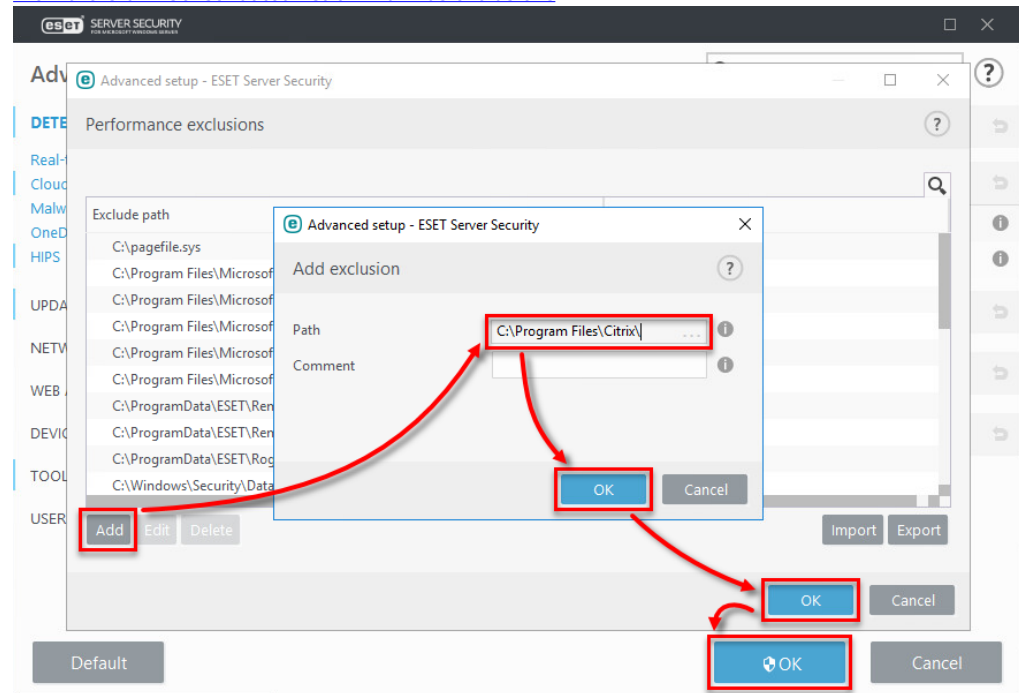 eset SERVER SECURITY
FOR MICROSOFT WINDOWS SERVER
Adv
Advanced setup - ESET Server Security
?
DETE
Performance exclusions
?
Real-t
Cloud
Malw
OneD
HIPS
UPDA
NETW
WEB
DEVIC
TOOL
USER
Exclude path
C:\pagefile.sys
C:\Program Files\Microsof
C:\Program Files\Microsof
C:\Program Files\Microsof
C:\Program Files\Microsof
C:\Program Files\Microsof
C:\Program Files\Microsof
C:\ProgramData\ESET\Ren
C:\ProgramData\ESET\Ren
C:\ProgramData\ESET\Rog
C:\Windows\Security\Data
Advanced setup - ESET Server Security
Add exclusion
?
Path
C:\Program Files\Citrix\ ...
Comment
OK Cancel
Add Edit Delete
Import Export
OK Cancel
Default
OK Cancel